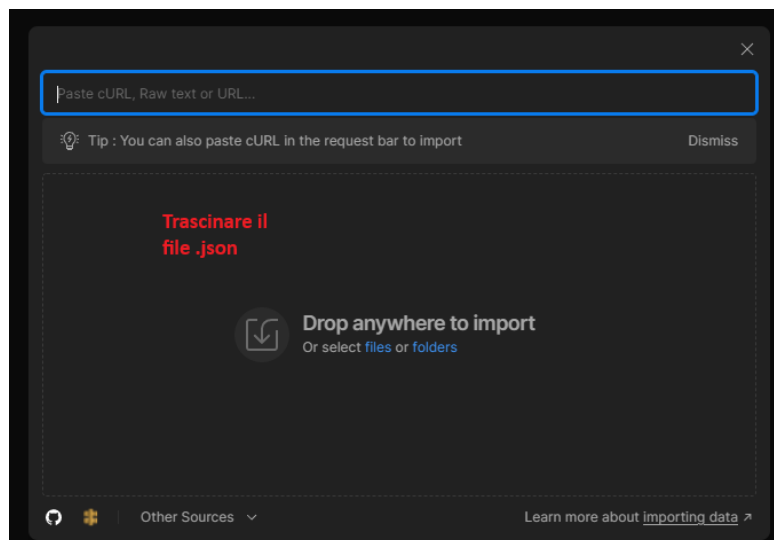 Paste cURL, Raw text or URL...
Tip : You can also paste cURL in the request bar to import
Dismiss
Trascinare il
file .json
Drop anywhere to import
Or select files or folders
Other Sources
Learn more about importing data